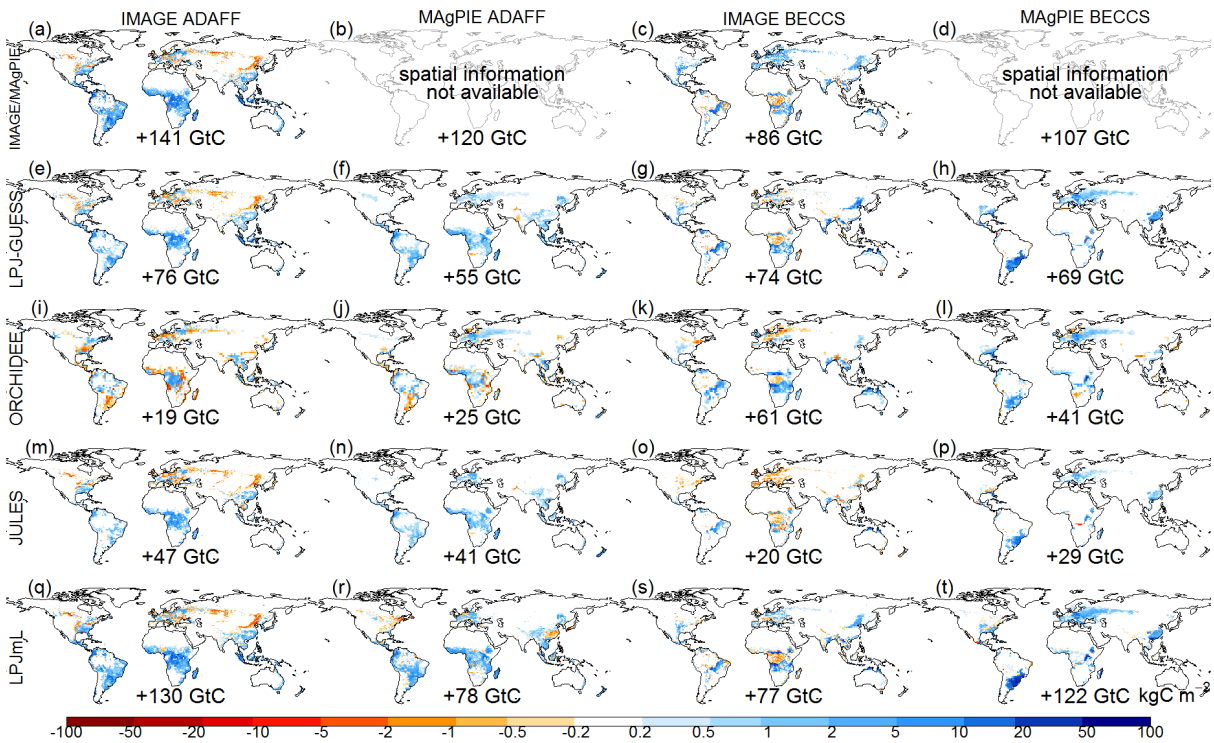 IMAGE ADAFF MAgPIE ADAFF IMAGE BECCS MAgPIE BECCS
IMAGE/MAgPIE
(a) (b) (c) (d)
spatial information
not available
spatial information
not available
+141 GtC +120 GtC +86 GtC +107 GtC
LPJ-GUESS
(e) (f) (g) (h)
+76 GtC +55 GtC +74 GtC +69 GtC
ORCHIDEE
(i) (j) (k) (l)
+19 GtC +25 GtC +61 GtC +41 GtC
JULES
(m) (n) (o) (p)
+47 GtC +41 GtC +20 GtC +29 GtC
LPJmL
(q) (r) (s) (t)
+130 GtC +78 GtC +77 GtC +122 GtC kgC m⁻²
-100 -50 -20 -10 -5 -2 -1 -0.5 -0.2 0.2 0.5 1 2 5 10 20 50 100